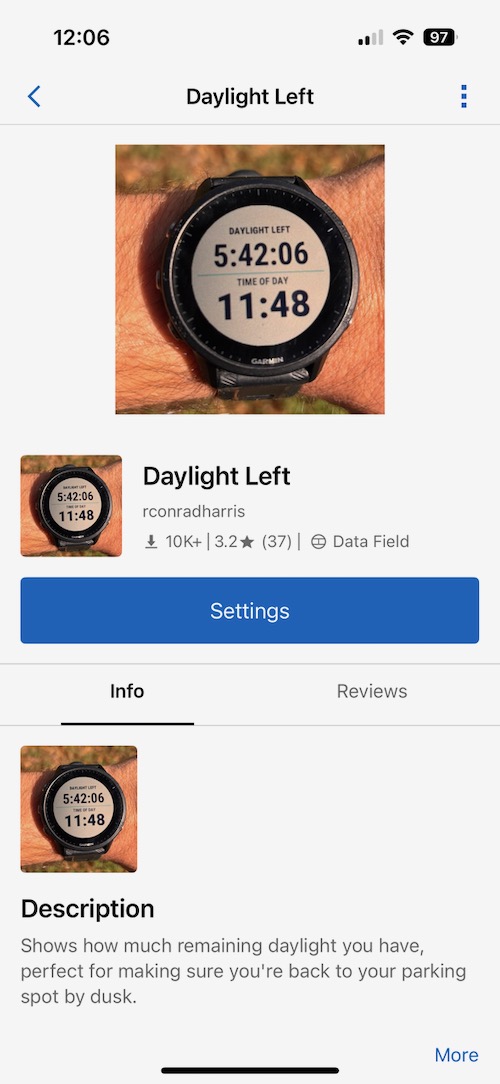 12:06
97
Daylight Left
DAYLIGHT LEFT
5:42:06
TIME OF DAY
11:48
GARMIN
DAYLIGHT LEFT
5:42:06
TIME OF DAY
11:48
Daylight Left
rconradharris
10K+ | 3.2★ (37) | Data Field
Settings
Info
Reviews
DAYLIGHT LEFT
5:42:06
TIME OF DAY
11:48
Description
Shows how much remaining daylight you have,
perfect for making sure you're back to your parking
spot by dusk.
More